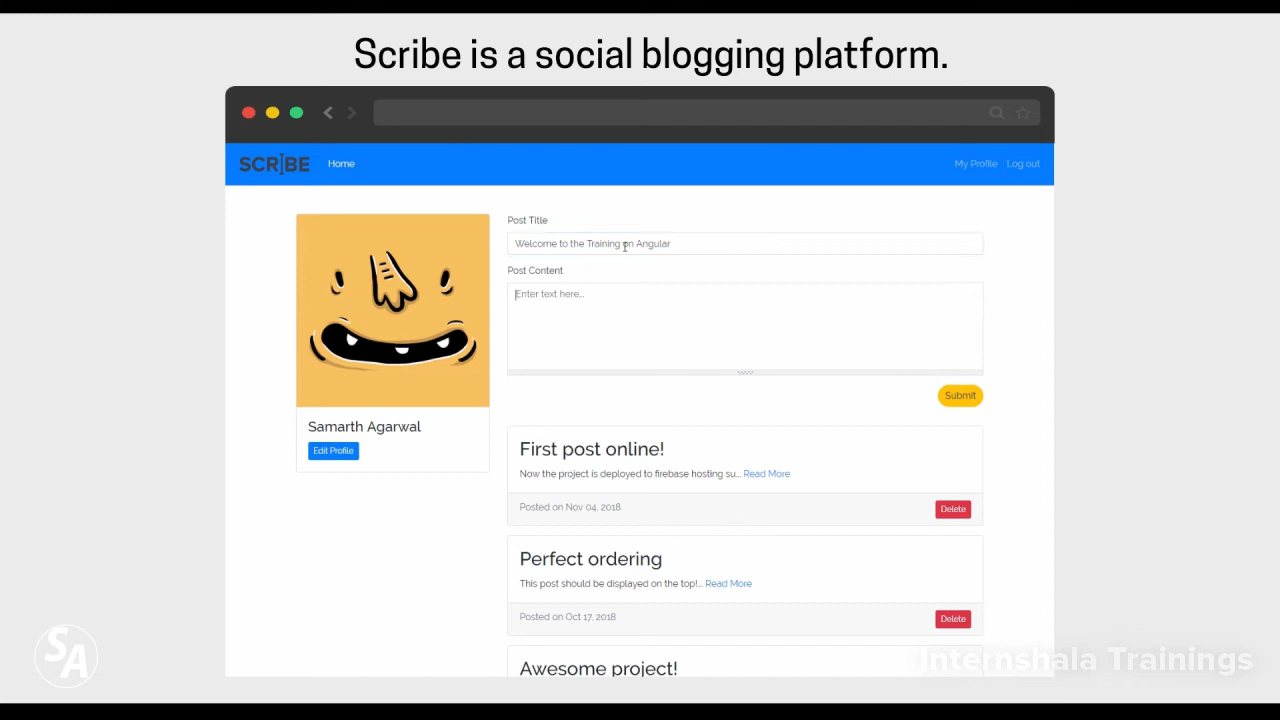 Scribe is a social blogging platform.
SCRIBE Home My Profile Log out
Post Title
Welcome to the Training on Angular
Post Content
Enter text here...
Submit
Samarth Agarwal
Edit Profile
First post online!
Now the project is deployed to firebase hosting su... Read More
Posted on Nov 04, 2018 Delete
Perfect ordering
This post should be displayed on the top!... Read More
Posted on Oct 17, 2018 Delete
Awesome project!
SA
Internshala Trainings